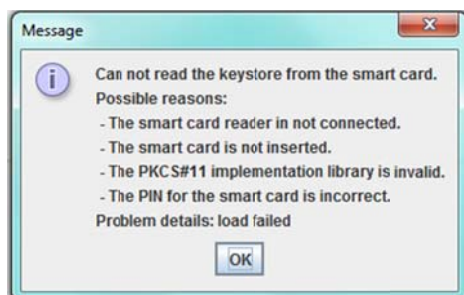 Message
Can not read the keystore from the smart card.
Possible reasons:
- The smart card reader in not connected.
- The smart card is not inserted.
- The PKCS#11 implementation library is invalid.
- The PIN for the smart card is incorrect.
Problem details: load failed
OK